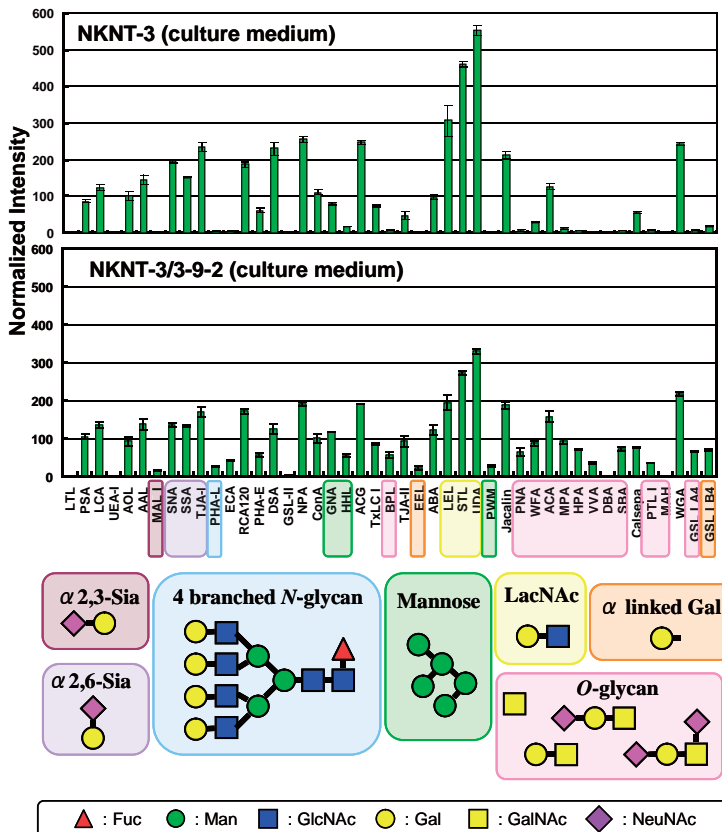 Normalized Intensity
NKNT-3 (culture medium)
600
500
400
300
200
100
0
NKNT-3/3-9-2 (culture medium)
600
500
400
300
200
100
0
LTL
PSA
LCA
UEA-I
AOL
AAL
MAL I
SNA
SSA
TJA-I
PHA-L
ECA
RCA120
PHA-E
DSA
GSL-II
NPA
ConA
GNA
HHL
ACG
TxLC I
BPL
TJA-II
EEL
ABA
LEL
STL
UDA
PWM
Jacalin
PNA
WFA
ACA
MPA
HPA
VVA
DBA
SBA
Calsepa
PTL I
MAH
WGA
GSL I A4
GSL I B4
α 2,3-Sia
4 branched N-glycan
Mannose
LacNAc
α linked Gal
α 2,6-Sia
O-glycan
: Fuc : Man : GlcNAc : Gal : GalNAc : NeuNAc